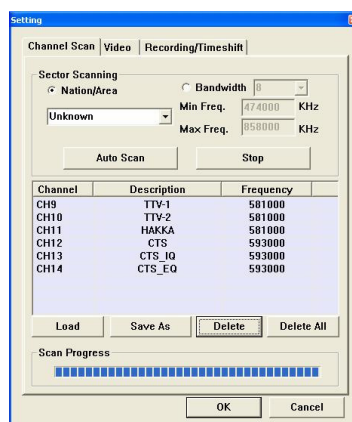 Setting
Channel Scan Video Recording/Timeshift
Sector Scanning
Nation/Area Bandwidth 8
Unknown Min Freq. 474000 KHz
Max Freq. 858000 KHz
Auto Scan Stop
Channel Description Frequency
CH9 TTV-1 581000
CH10 TTV-2 581000
CH11 HAKKA 581000
CH12 CTS 593000
CH13 CTS_IQ 593000
CH14 CTS_EQ 593000
Load Save As Delete Delete All
Scan Progress
OK Cancel